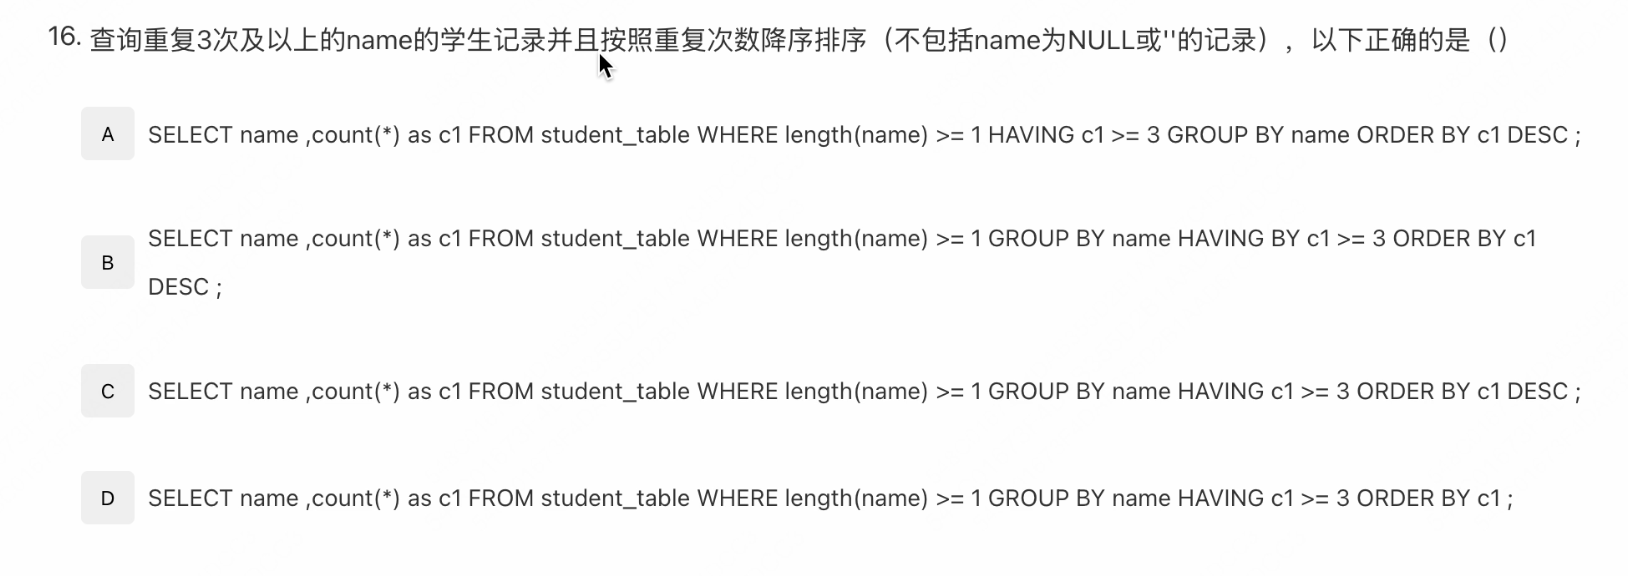 16. 查询重复3次及以上的name的学生记录并且按照重复次数降序排序（不包括name为NULL或''的记录），以下正确的是（）
A SELECT name ,count(*) as c1 FROM student_table WHERE length(name) >= 1 HAVING c1 >= 3 GROUP BY name ORDER BY c1 DESC ;
B SELECT name ,count(*) as c1 FROM student_table WHERE length(name) >= 1 GROUP BY name HAVING BY c1 >= 3 ORDER BY c1
DESC ;
C SELECT name ,count(*) as c1 FROM student_table WHERE length(name) >= 1 GROUP BY name HAVING c1 >= 3 ORDER BY c1 DESC ;
D SELECT name ,count(*) as c1 FROM student_table WHERE length(name) >= 1 GROUP BY name HAVING c1 >= 3 ORDER BY c1 ;